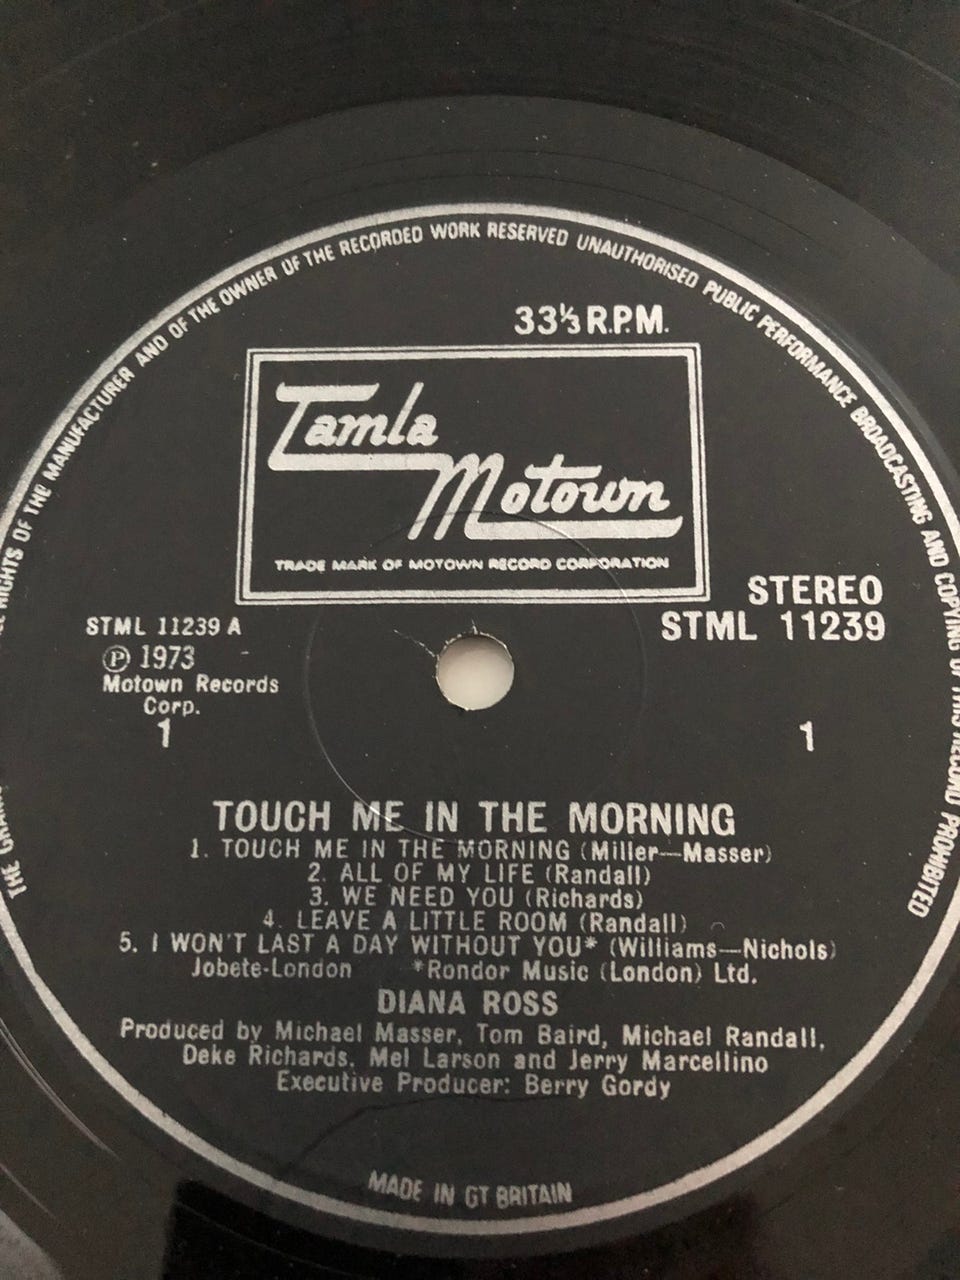 THE GRAMO
ALL RIGHTS OF THE MANUFACTURER AND OF THE OWNER OF THE RECORDED WORK RESERVED UNAUTHORISED PUBLIC PERFORMANCE BROADCASTING AND COPYING OF THIS RECORD PROHIBITED
33⅓ R.P.M.
Tamla
Motown
TRADE MARK OF MOTOWN RECORD CORPORATION
STEREO
STML 11239
STML 11239 A
Ⓟ 1973
Motown Records
Corp.
1
1
TOUCH ME IN THE MORNING
1. TOUCH ME IN THE MORNING (Miller—Masser)
2. ALL OF MY LIFE (Randall)
3. WE NEED YOU (Richards)
4. LEAVE A LITTLE ROOM (Randall)
5. I WON'T LAST A DAY WITHOUT YOU* (Williams—Nichols)
Jobete-London *Rondor Music (London) Ltd.
DIANA ROSS
Produced by Michael Masser, Tom Baird, Michael Randall,
Deke Richards, Mel Larson and Jerry Marcellino
Executive Producer: Berry Gordy
MADE IN GT BRITAIN